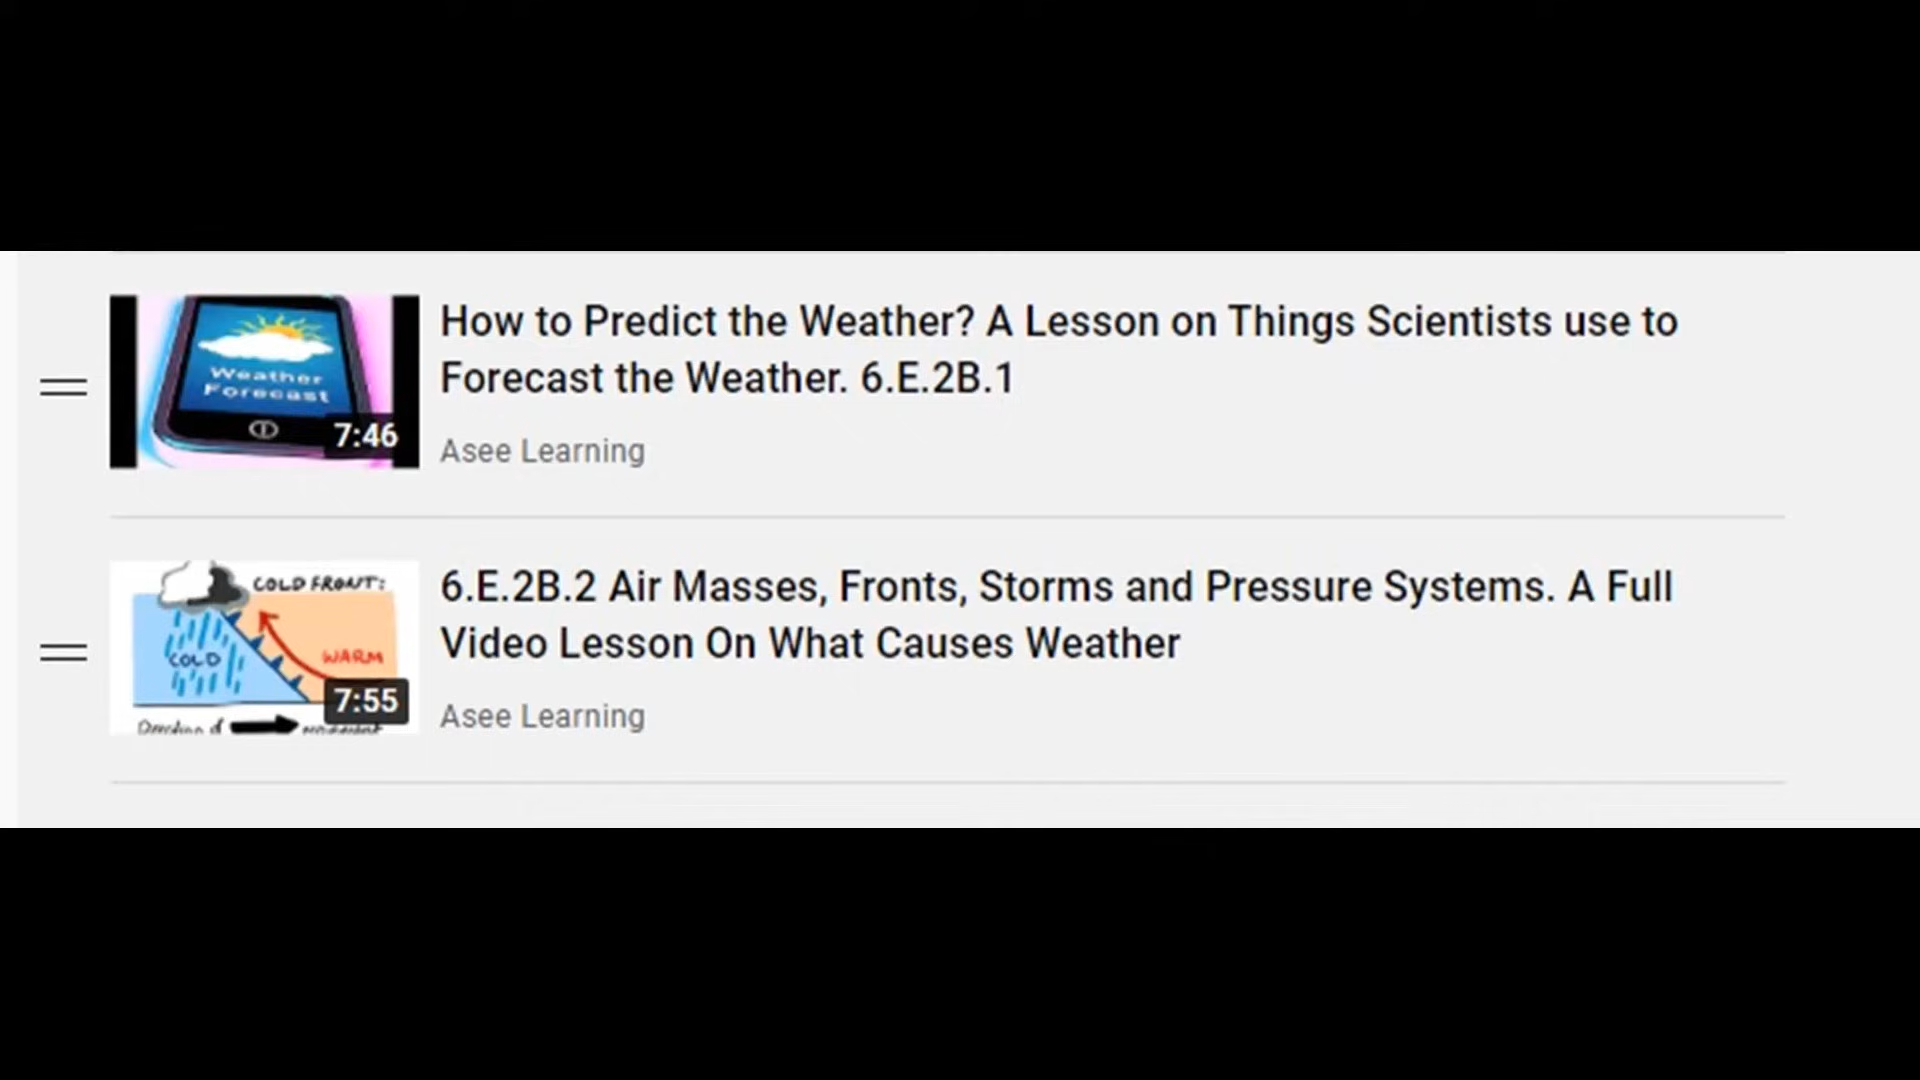 How to Predict the Weather? A Lesson on Things Scientists use to
Forecast the Weather. 6.E.2B.1
Asee Learning
Weather
Forecast
7:46
6.E.2B.2 Air Masses, Fronts, Storms and Pressure Systems. A Full
Video Lesson On What Causes Weather
Asee Learning
COLD FRONT:
COLD
WARM
7:55
Direction of